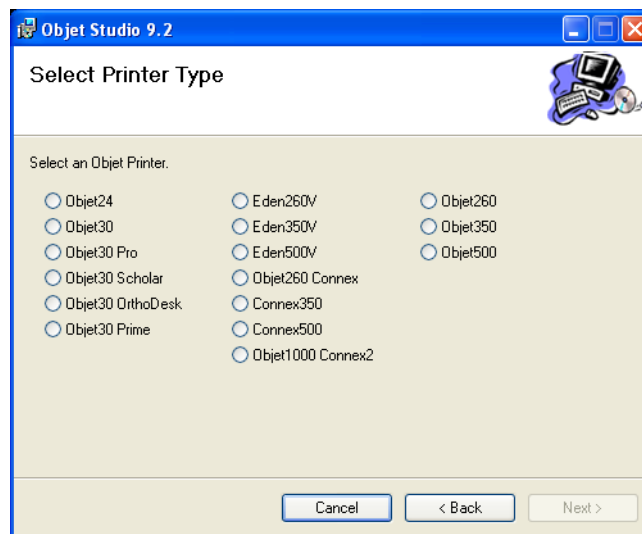 Objet Studio 9.2
Select Printer Type
Select an Objet Printer.
Objet24
Objet30
Objet30 Pro
Objet30 Scholar
Objet30 OrthoDesk
Objet30 Prime
Eden260V
Eden350V
Eden500V
Objet260 Connex
Connex350
Connex500
Objet1000 Connex2
Objet260
Objet350
Objet500
Cancel
< Back
Next >